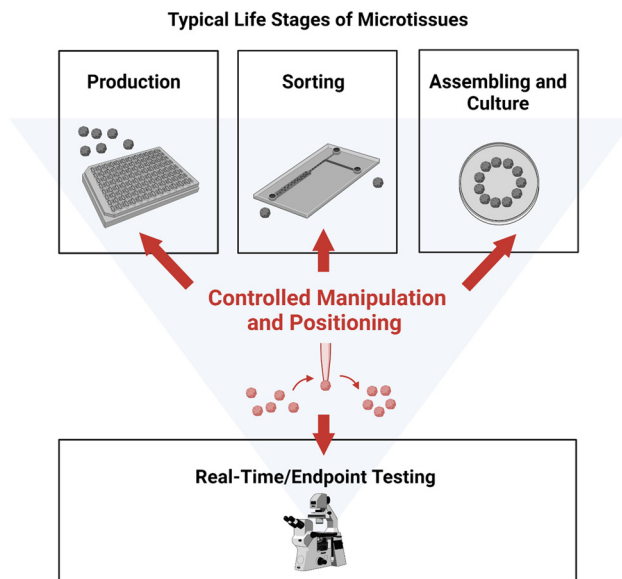 Typical Life Stages of Microtissues
Production
Sorting
Assembling and
Culture
Controlled Manipulation
and Positioning
Real-Time/Endpoint Testing